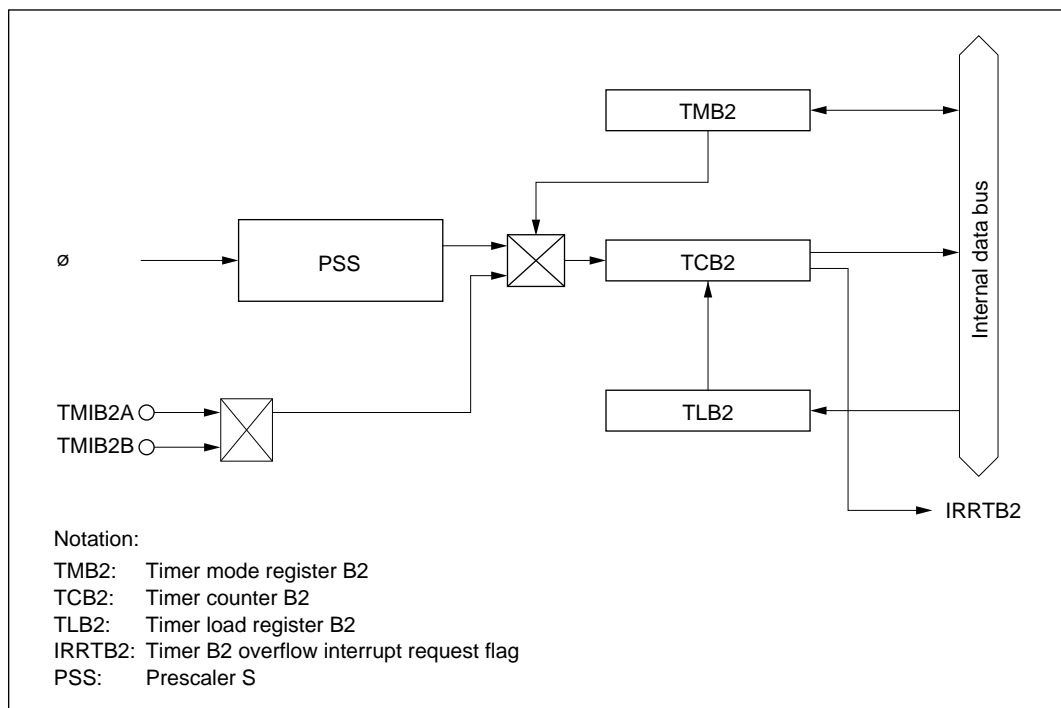 TMB2
ø
PSS
TCB2
Internal data bus
TMIB2A
TMIB2B
TLB2
IRRTB2
Notation:
TMB2: Timer mode register B2
TCB2: Timer counter B2
TLB2: Timer load register B2
IRRTB2: Timer B2 overflow interrupt request flag
PSS: Prescaler S